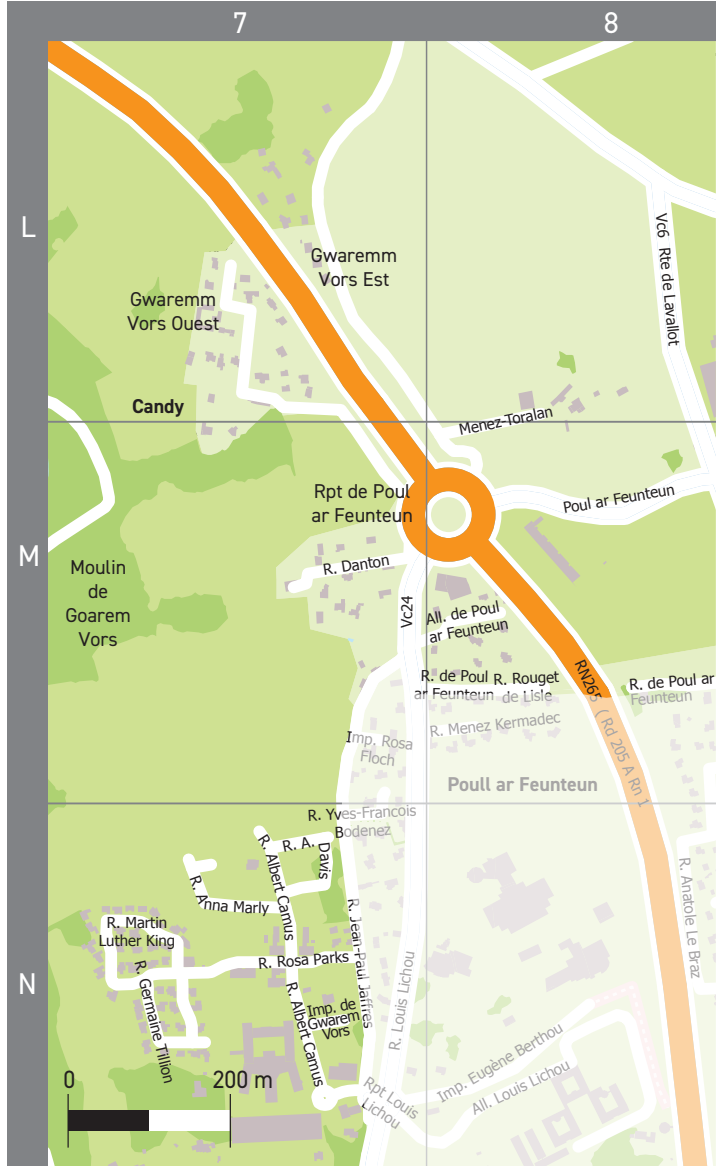 7
8
L
Gwaremm
Vors Est
Vc6 Rte de Lavallot
Gwaremm
Vors Ouest
Candy
Menez-Toralan
Rpt de Poul
ar Feunteun
Poul ar Feunteun
M
R. Danton
Moulin
de
Goarem
Vors
Vc24
All. de Poul
ar Feunteun
R. de Poul
ar Feunteun
R. Rouget
de Lisle
RN265 ( Rd 205 A Rn 1
R. de Poul ar
Feunteun
R. Menez Kermadec
Imp. Rosa
Floch
Poull ar Feunteun
R. Yves-Francois
Bodenez
R. A.
Davis
R. Albert Camus
R. Anna Marly
R. Anatole Le Braz
R. Martin
Luther King
R. Jean-Paul Jaffres
R. Rosa Parks
N
R. Germaine Tillion
R. Louis Lichou
R. Albert Camus
Imp. de
Gwarem
Vors
Imp. Eugène Berthou
All. Louis Lichou
Rpt Louis
Lichou
0
200 m